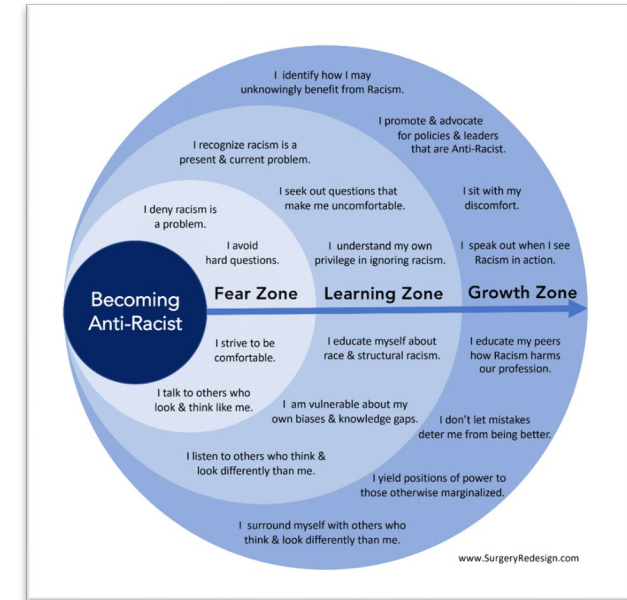 I identify how I may
unknowingly benefit from Racism.
I promote & advocate
for policies & leaders
that are Anti-Racist.
I recognize racism is a
present & current problem.
I seek out questions that
make me uncomfortable.
I sit with my
discomfort.
I deny racism is
a problem.
I avoid
hard questions.
I understand my own
privilege in ignoring racism.
I speak out when I see
Racism in action.
Becoming
Anti-Racist
Fear Zone
Learning Zone
Growth Zone
I strive to be
comfortable.
I educate myself about
race & structural racism.
I educate my peers
how Racism harms
our profession.
I talk to others who
look & think like me.
I am vulnerable about my
own biases & knowledge gaps.
I don't let mistakes
deter me from being better.
I listen to others who think &
look differently than me.
I yield positions of power to
those otherwise marginalized.
I surround myself with others who
think & look differently than me.
www.SurgeryRedesign.com